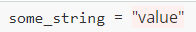 some_string = "value"